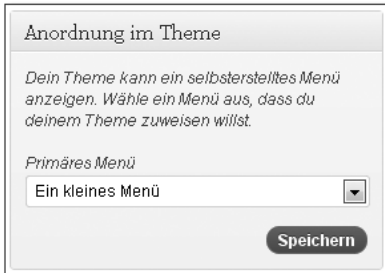 Anordnung im Theme
Dein Theme kann ein selbsterstelltes Menü
anzeigen. Wähle ein Menü aus, dass du
deinem Theme zuweisen willst.
Primäres Menü
Ein kleines Menü
Speichern